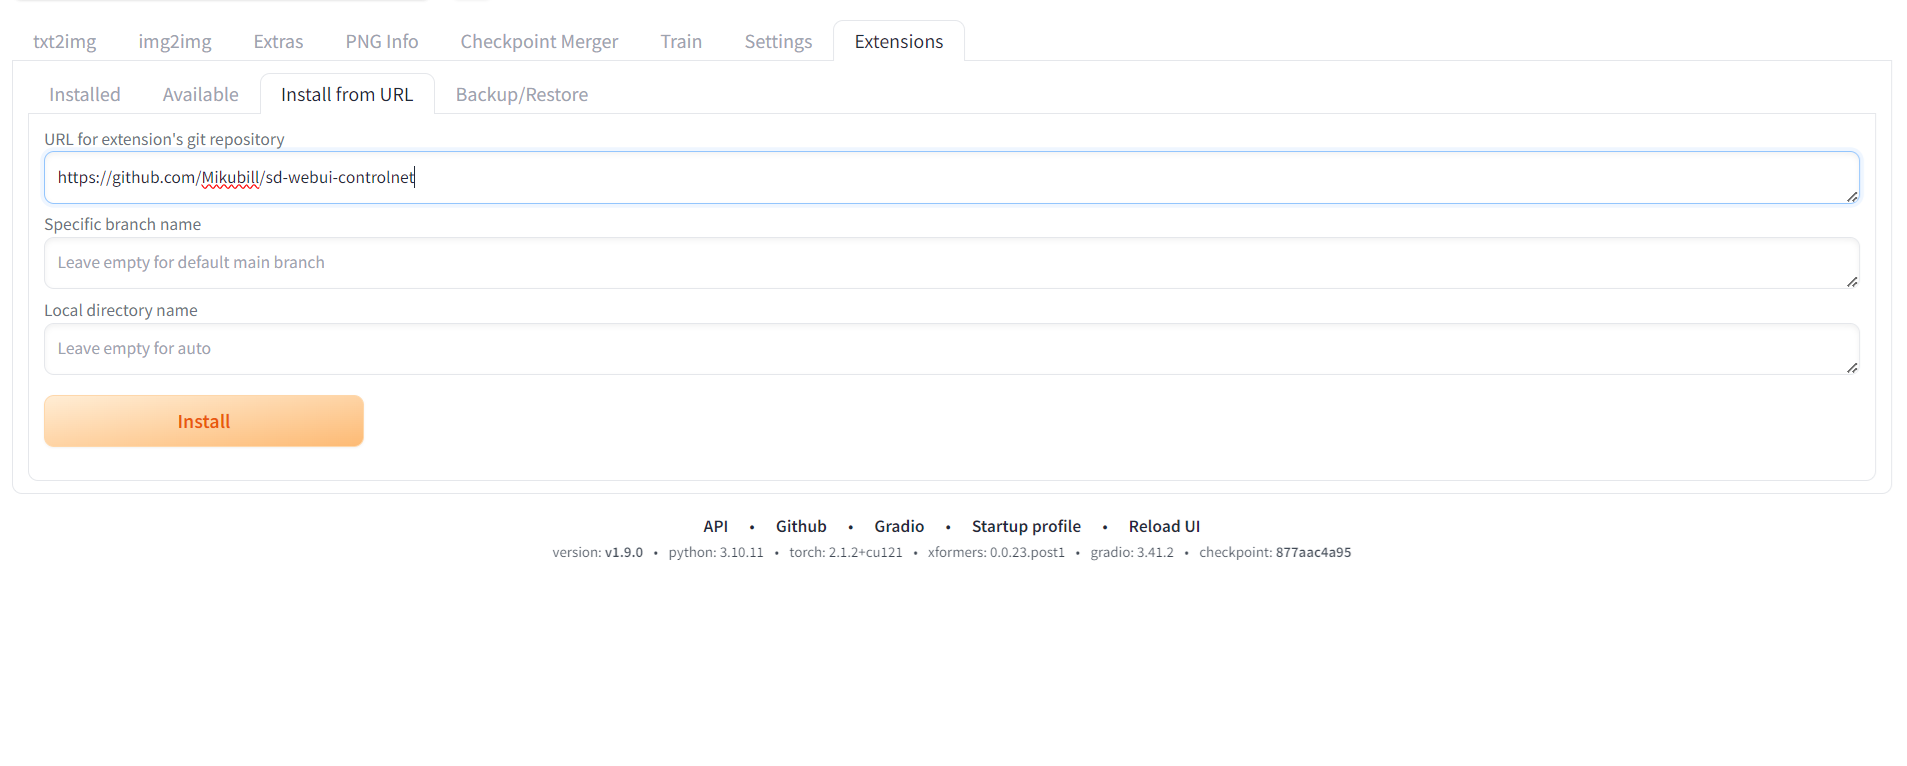 txt2img img2img Extras PNG Info Checkpoint Merger Train Settings Extensions
Installed Available Install from URL Backup/Restore
URL for extension's git repository
https://github.com/Mikubill/sd-webui-controlnet
Specific branch name
Leave empty for default main branch
Local directory name
Leave empty for auto
Install
API • Github • Gradio • Startup profile • Reload UI
version: v1.9.0 • python: 3.10.11 • torch: 2.1.2+cu121 • xformers: 0.0.23.post1 • gradio: 3.41.2 • checkpoint: 877aac4a95